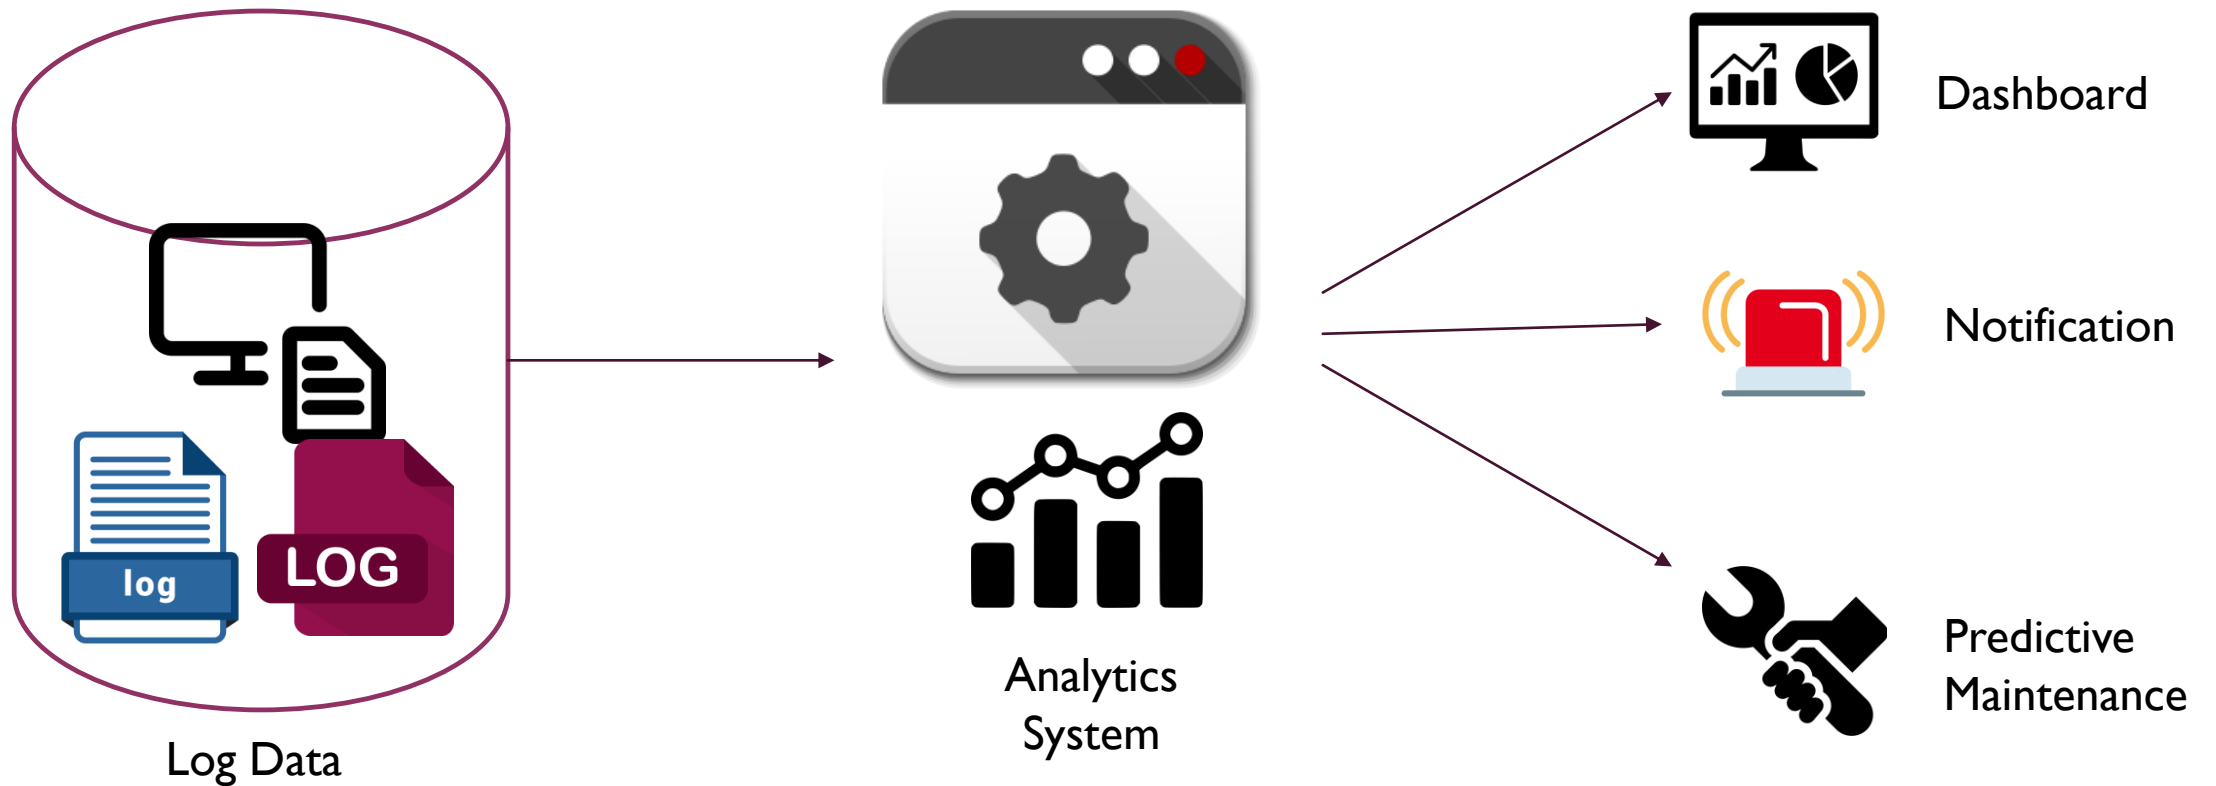 log
LOG
Log Data
Analytics
System
Dashboard
Notification
Predictive
Maintenance